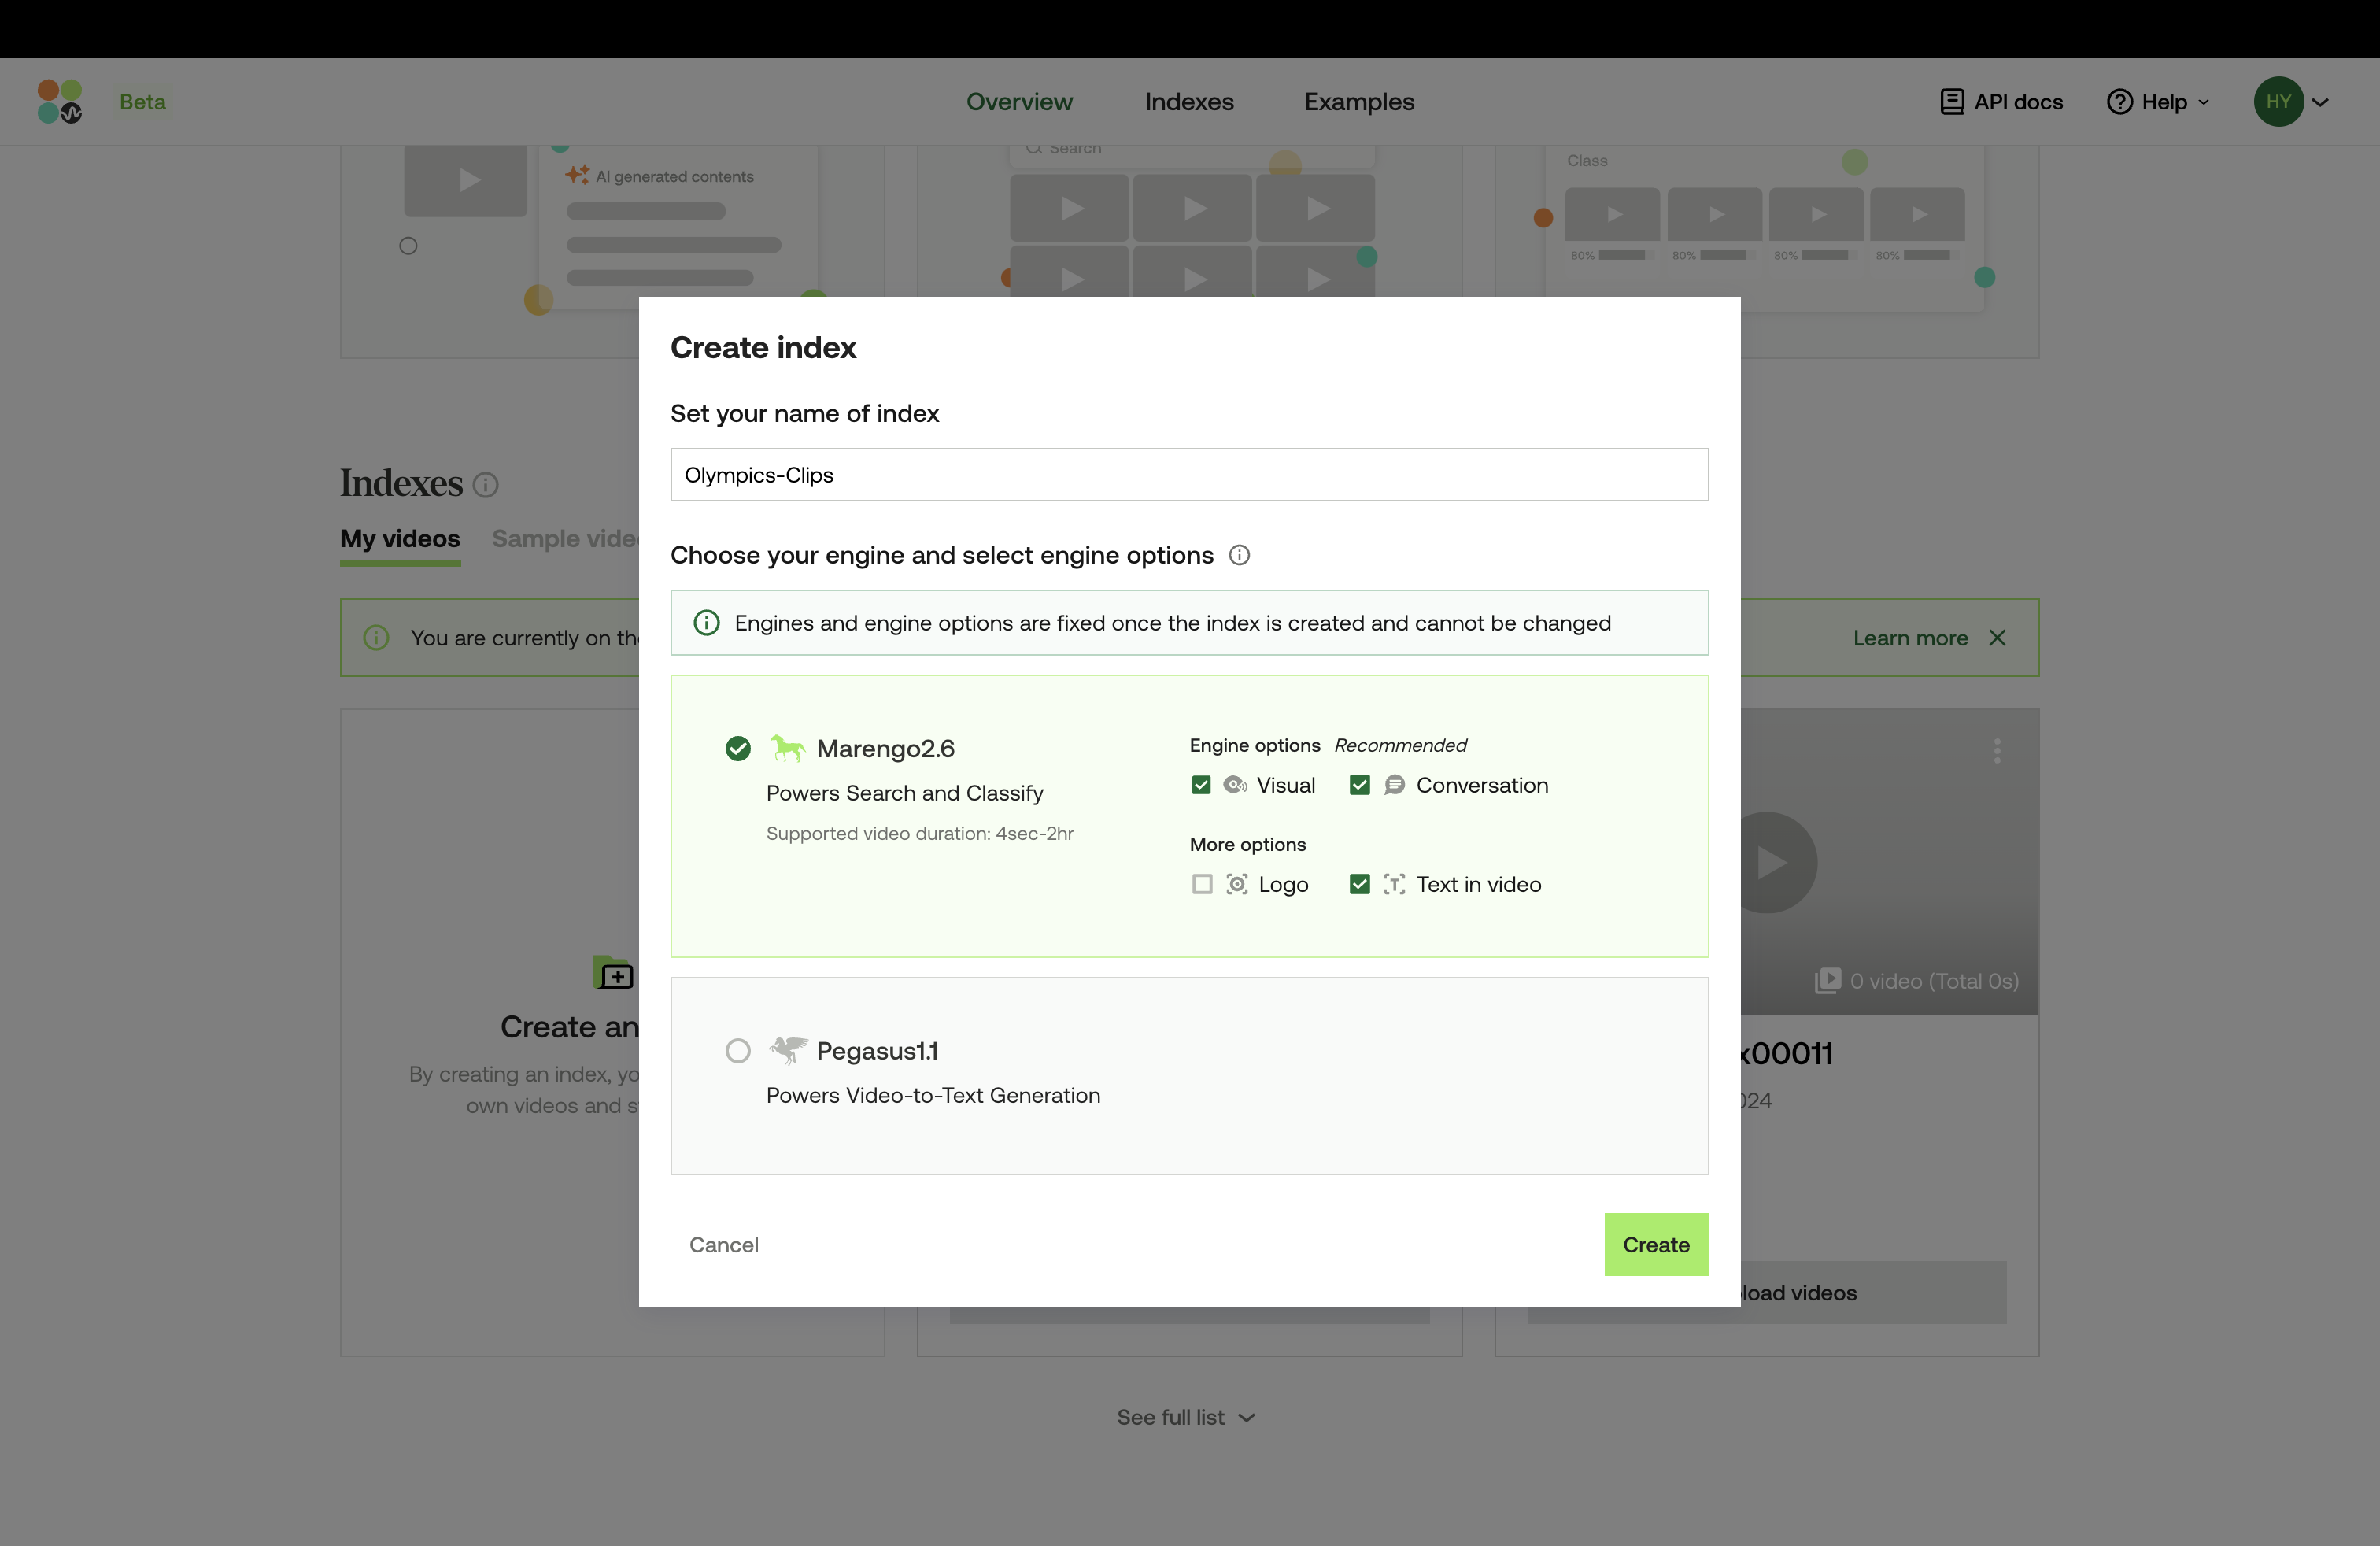 Beta
Overview
Indexes
Examples
API docs
Help
HY
AI generated contents
Search
Class
80%
80%
80%
80%
Indexes
My videos
Sample vide
You are currently on th
Learn more
Create an
By creating an index, yo
own videos and s
0 video (Total 0s)
x00011
024
load videos
See full list
Create index
Set your name of index
Olympics-Clips
Choose your engine and select engine options
Engines and engine options are fixed once the index is created and cannot be changed
Marengo2.6
Powers Search and Classify
Supported video duration: 4sec-2hr
Engine options Recommended
Visual
Conversation
More options
Logo
Text in video
Pegasus1.1
Powers Video-to-Text Generation
Cancel
Create